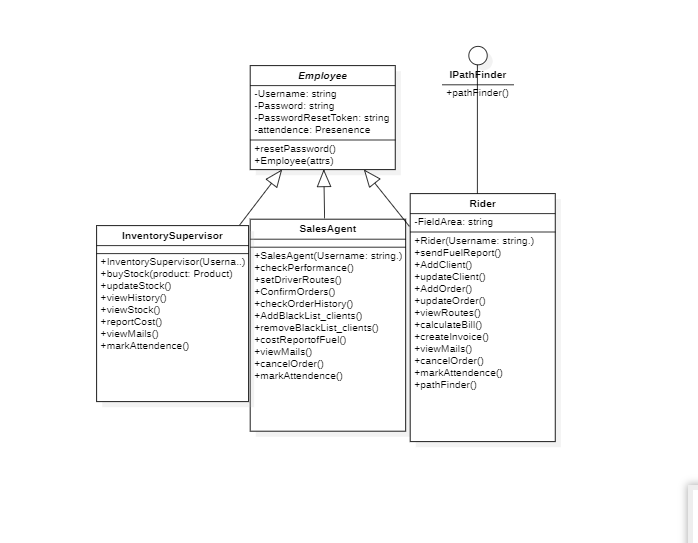 Employee
-Username: string
-Password: string
-PasswordResetToken: string
-attendence: Presenence
+resetPassword()
+Employee(attrs)
IPathFinder
+pathFinder()
InventorySupervisor
+InventorySupervisor(Userna..)
+buyStock(product: Product)
+updateStock()
+viewHistory()
+viewStock()
+reportCost()
+viewMails()
+markAttendence()
SalesAgent
+SalesAgent(Username: string.)
+checkPerformance()
+setDriverRoutes()
+ConfirmOrders()
+checkOrderHistory()
+AddBlackList_clients()
+removeBlackList_clients()
+costReportofFuel()
+viewMails()
+cancelOrder()
+markAttendence()
Rider
-FieldArea: string
+Rider(Username: string.)
+sendFuelReport()
+AddClient()
+updateClient()
+AddOrder()
+updateOrder()
+viewRoutes()
+calculateBill()
+createInvoice()
+viewMails()
+cancelOrder()
+markAttendence()
+pathFinder()